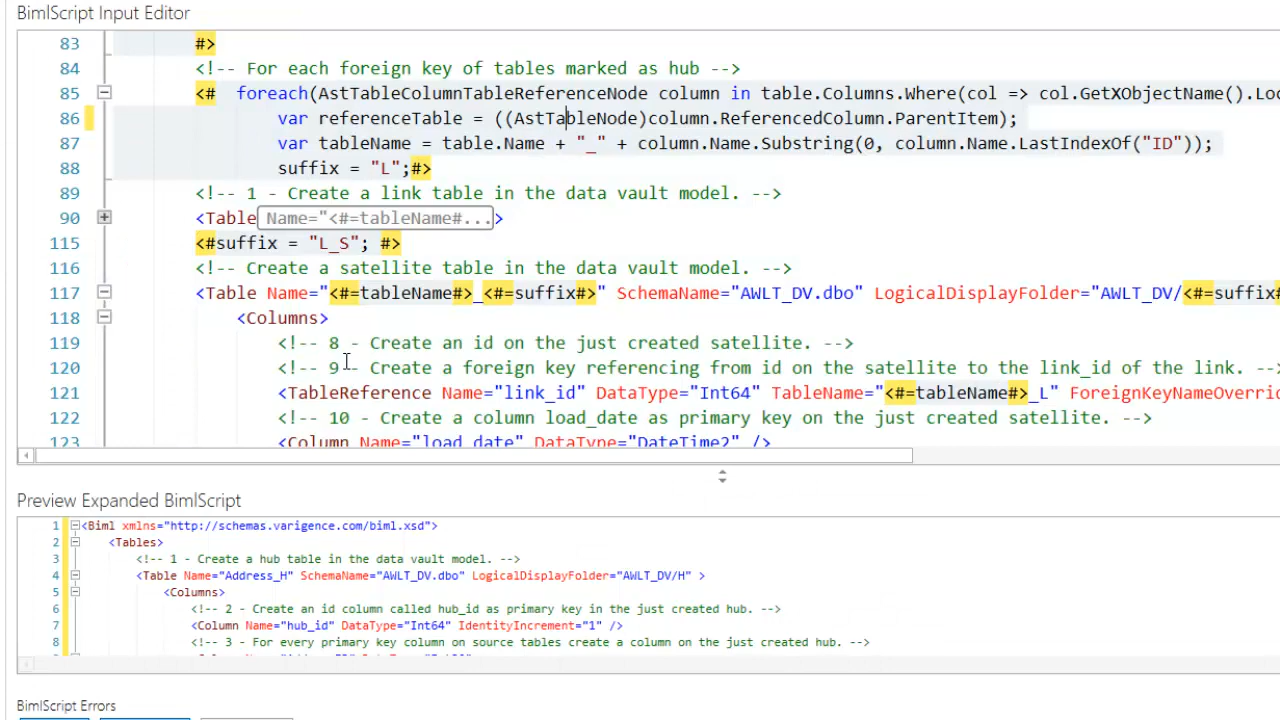 BimlScript Input Editor
83 #>
84 <!-- For each foreign key of tables marked as hub -->
85 <# foreach(AstTableColumnTableReferenceNode column in table.Columns.Where(col => col.GetXObjectName().Loc
86 var referenceTable = ((AstTableNode)column.ReferencedColumn.ParentItem);
87 var tableName = table.Name + "_" + column.Name.Substring(0, column.Name.LastIndexOf("ID"));
88 suffix = "L";#>
89 <!-- 1 - Create a link table in the data vault model. -->
90 <Table Name="<#=tableName#...>
115 <#suffix = "L_S"; #>
116 <!-- Create a satellite table in the data vault model. -->
117 <Table Name="<#=tableName#>_<#=suffix#>" SchemaName="AWLT_DV.dbo" LogicalDisplayFolder="AWLT_DV/<#=suffix#
118 <Columns>
119 <!-- 8 - Create an id on the just created satellite. -->
120 <!-- 9 - Create a foreign key referencing from id on the satellite to the link_id of the link. -->
121 <TableReference Name="link_id" DataType="Int64" TableName="<#=tableName#>_L" ForeignKeyNameOverrid
122 <!-- 10 - Create a column load_date as primary key on the just created satellite. -->
123 <Column Name="load_date" DataType="DateTime2" />
Preview Expanded BimlScript
1 <Biml xmlns="http://schemas.varigence.com/biml.xsd">
2 <Tables>
3 <!-- 1 - Create a hub table in the data vault model. -->
4 <Table Name="Address_H" SchemaName="AWLT_DV.dbo" LogicalDisplayFolder="AWLT_DV/H" >
5 <Columns>
6 <!-- 2 - Create an id column called hub_id as primary key in the just created hub. -->
7 <Column Name="hub_id" DataType="Int64" IdentityIncrement="1" />
8 <!-- 3 - For every primary key column on source tables create a column on the just created hub. -->
BimlScript Errors